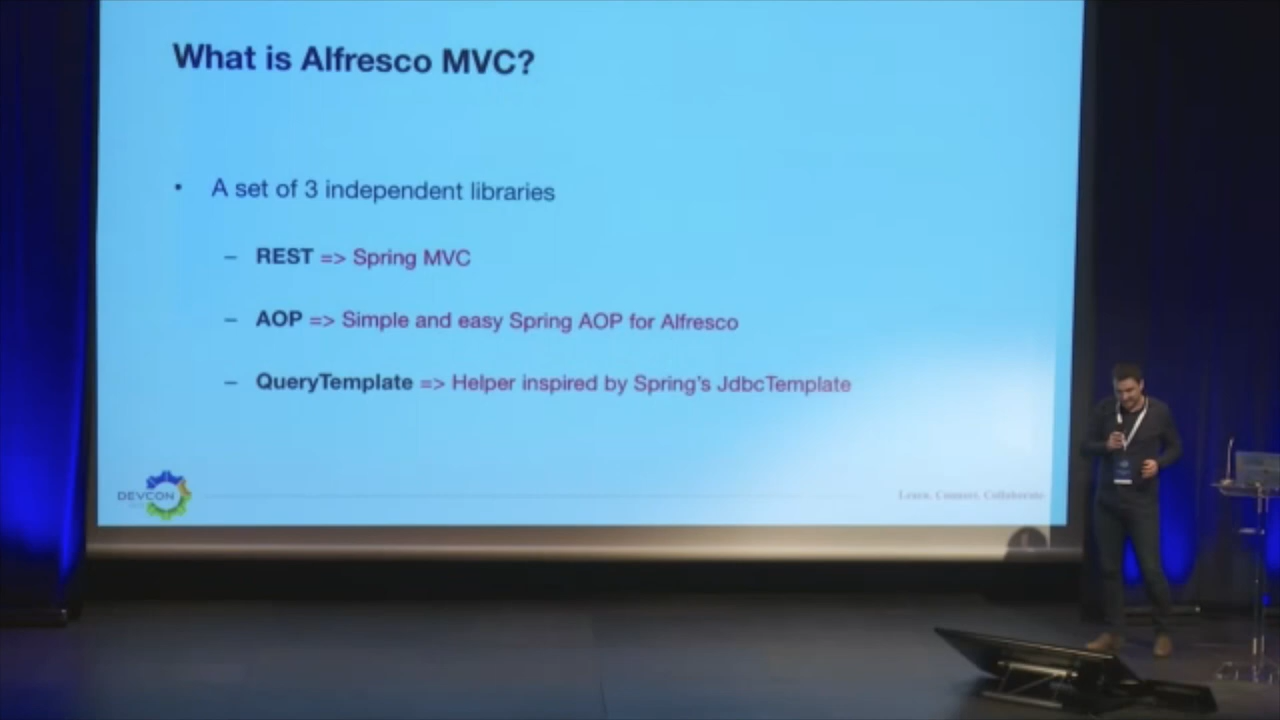 What is Alfresco MVC?
• A set of 3 independent libraries
– REST => Spring MVC
– AOP => Simple and easy Spring AOP for Alfresco
– QueryTemplate => Helper inspired by Spring's JdbcTemplate
DEVCON
Learn. Connect. Collaborate